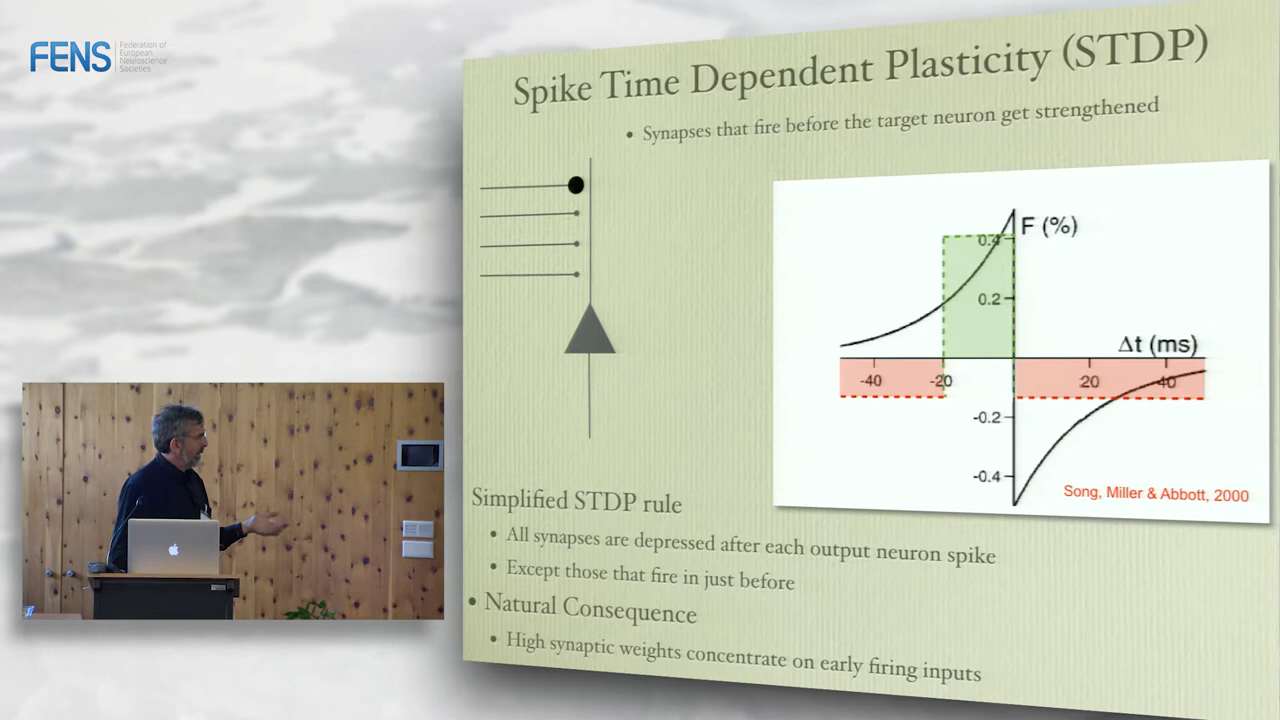 FENS
Federation of
European
Neuroscience
Societies
Spike Time Dependent Plasticity (STDP)
• Synapses that fire before the target neuron get strengthened
F (%)
0.4
0.2
Δt (ms)
-40
-20
20
40
-0.2
-0.4
Song, Miller & Abbott, 2000
Simplified STDP rule
• All synapses are depressed after each output neuron spike
• Except those that fire in just before
• Natural Consequence
• High synaptic weights concentrate on early firing inputs